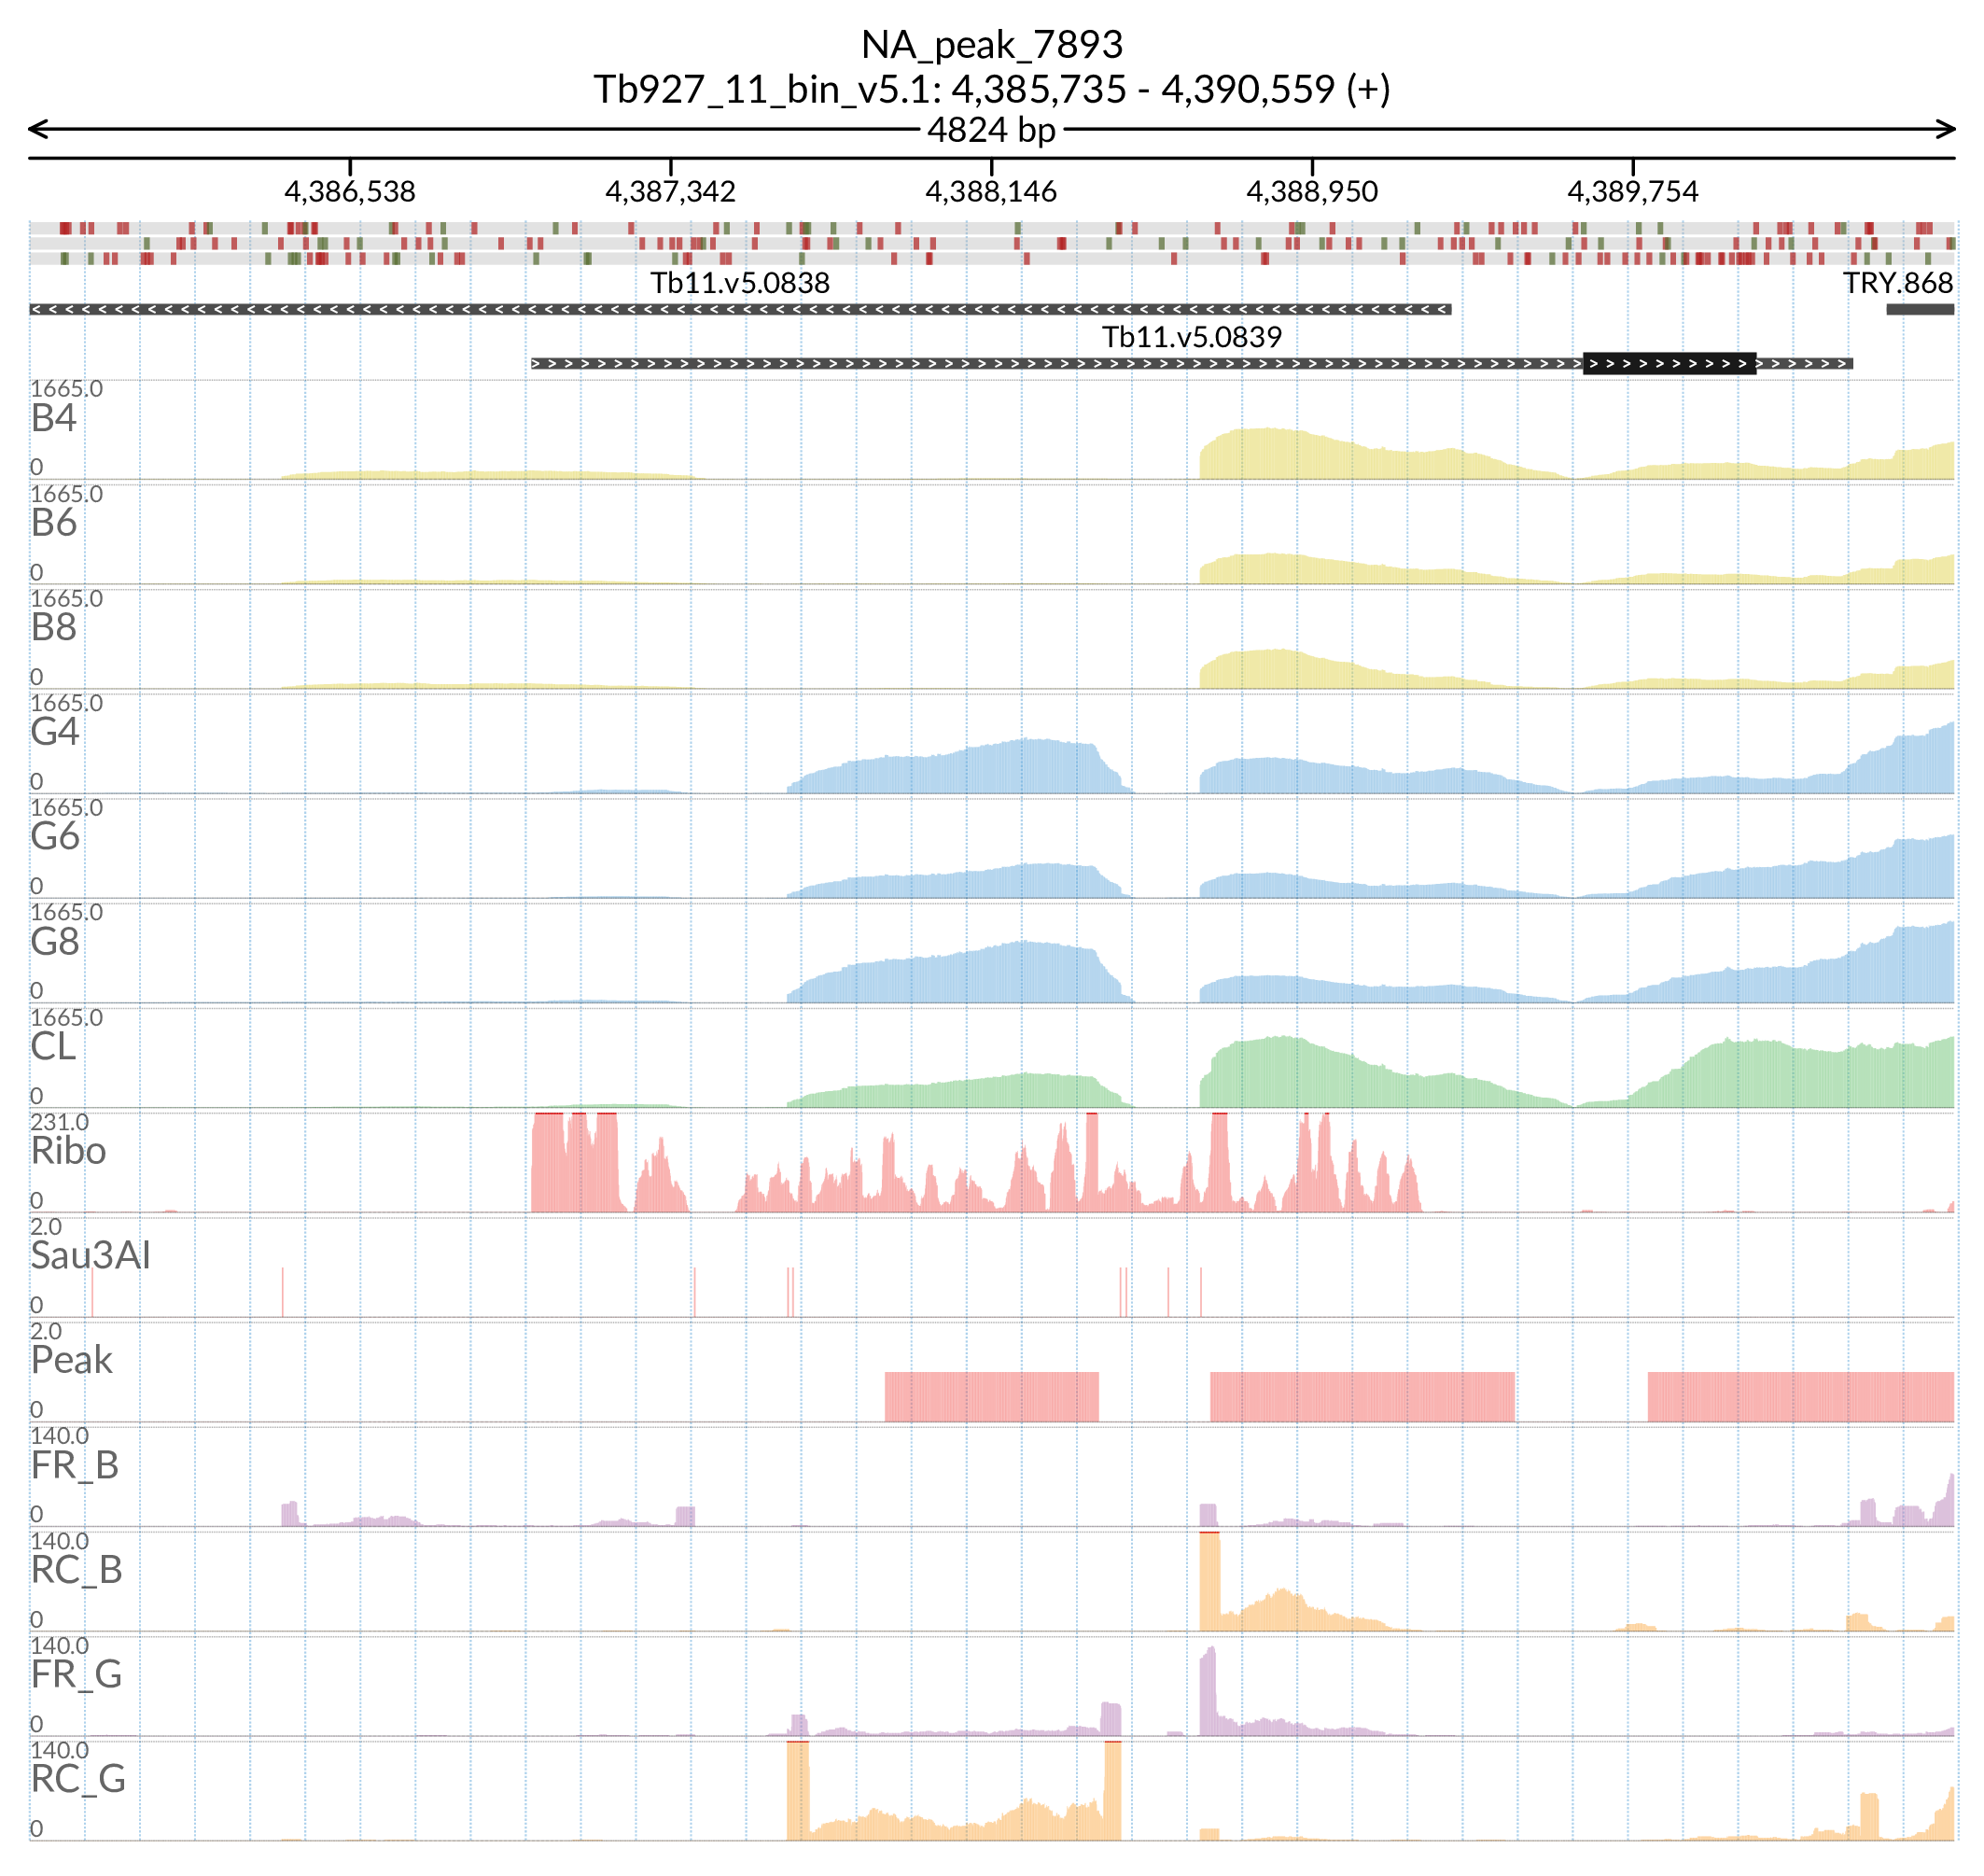 NA_peak_7893
Tb927_11_bin_v5.1: 4,385,735 - 4,390,559 (+)
4824 bp
4,386,538 4,387,342 4,388,146 4,388,950 4,389,754
Tb11.v5.0838 TRY.868
Tb11.v5.0839
1665.0
B4
0
1665.0
B6
0
1665.0
B8
0
1665.0
G4
0
1665.0
G6
0
1665.0
G8
0
1665.0
CL
0
231.0
Ribo
0
2.0
Sau3AI
0
2.0
Peak
0
140.0
FR_B
0
140.0
RC_B
0
140.0
FR_G
0
140.0
RC_G
0